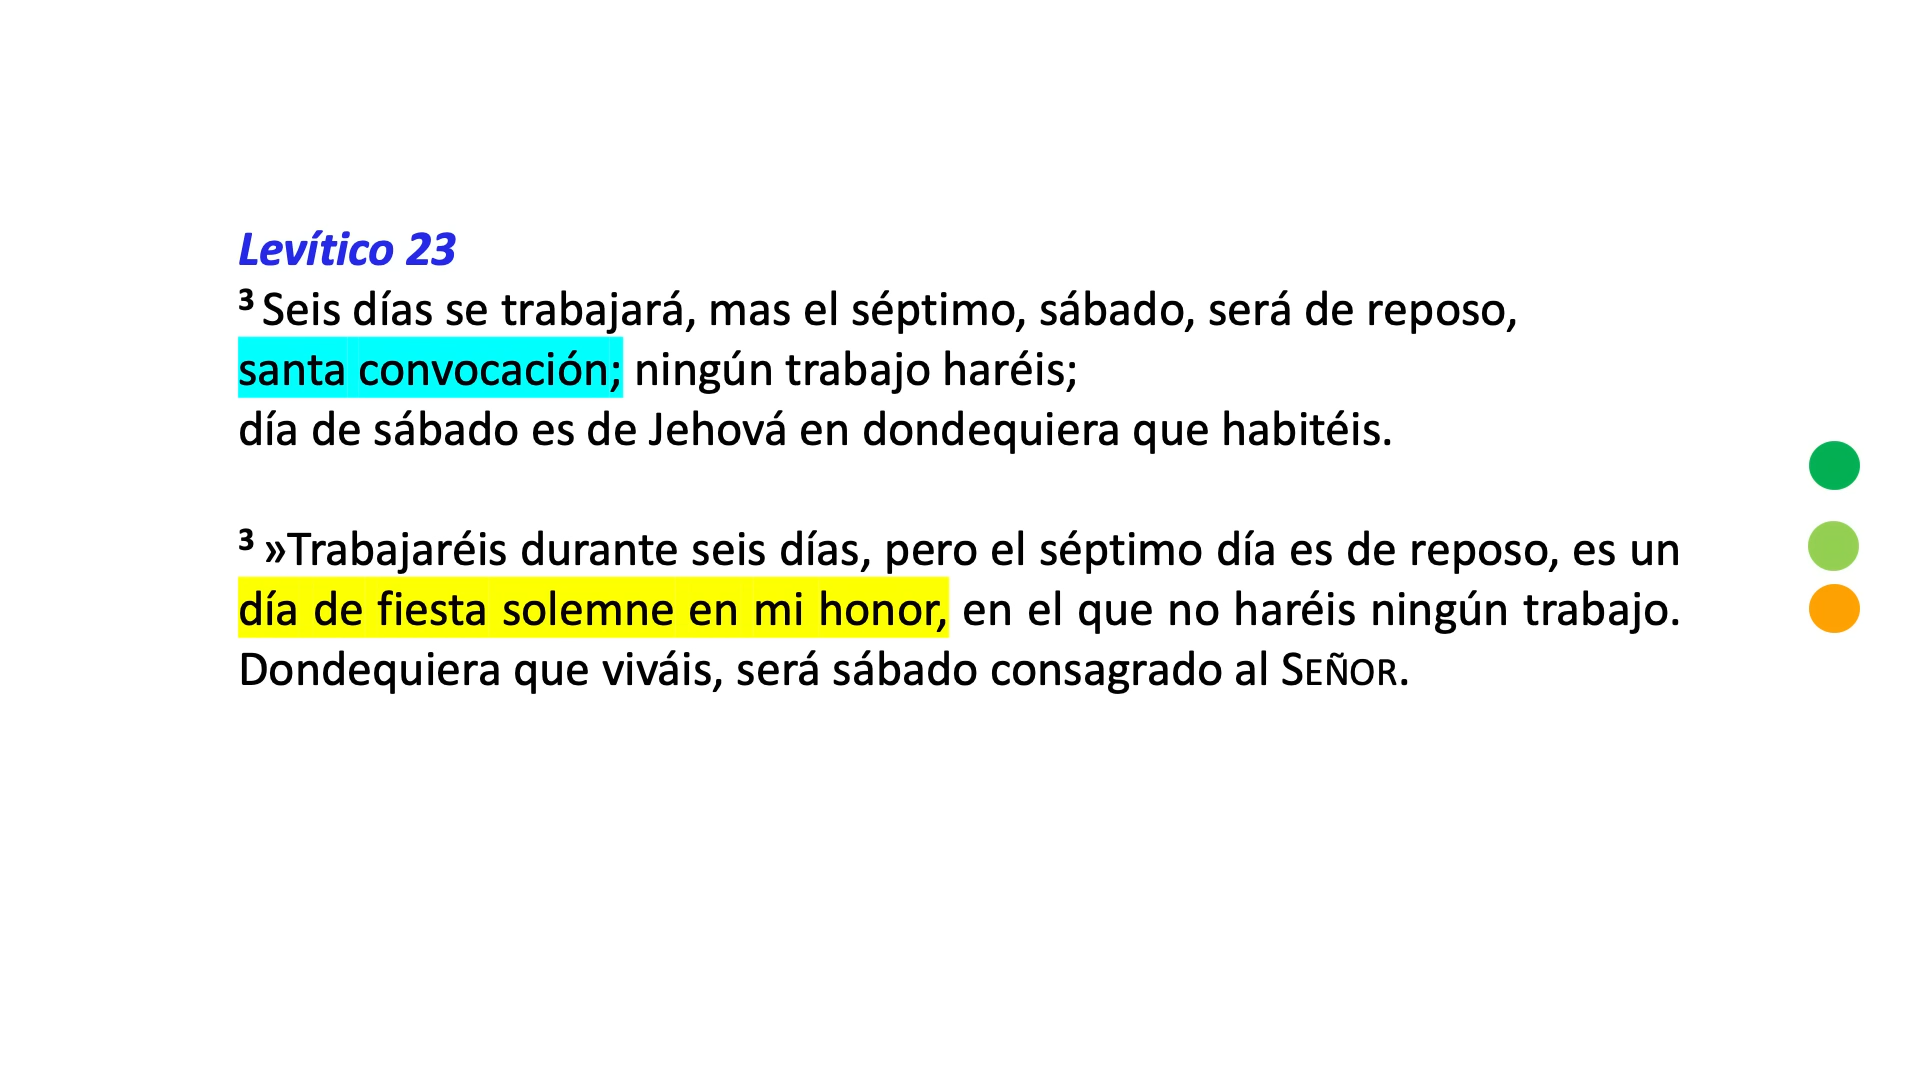 Levítico 23
3 Seis días se trabajará, mas el séptimo, sábado, será de reposo,
santa convocación; ningún trabajo haréis;
día de sábado es de Jehová en dondequiera que habitéis.
3 »Trabajaréis durante seis días, pero el séptimo día es de reposo, es un
día de fiesta solemne en mi honor, en el que no haréis ningún trabajo.
Dondequiera que viváis, será sábado consagrado al SEÑOR.